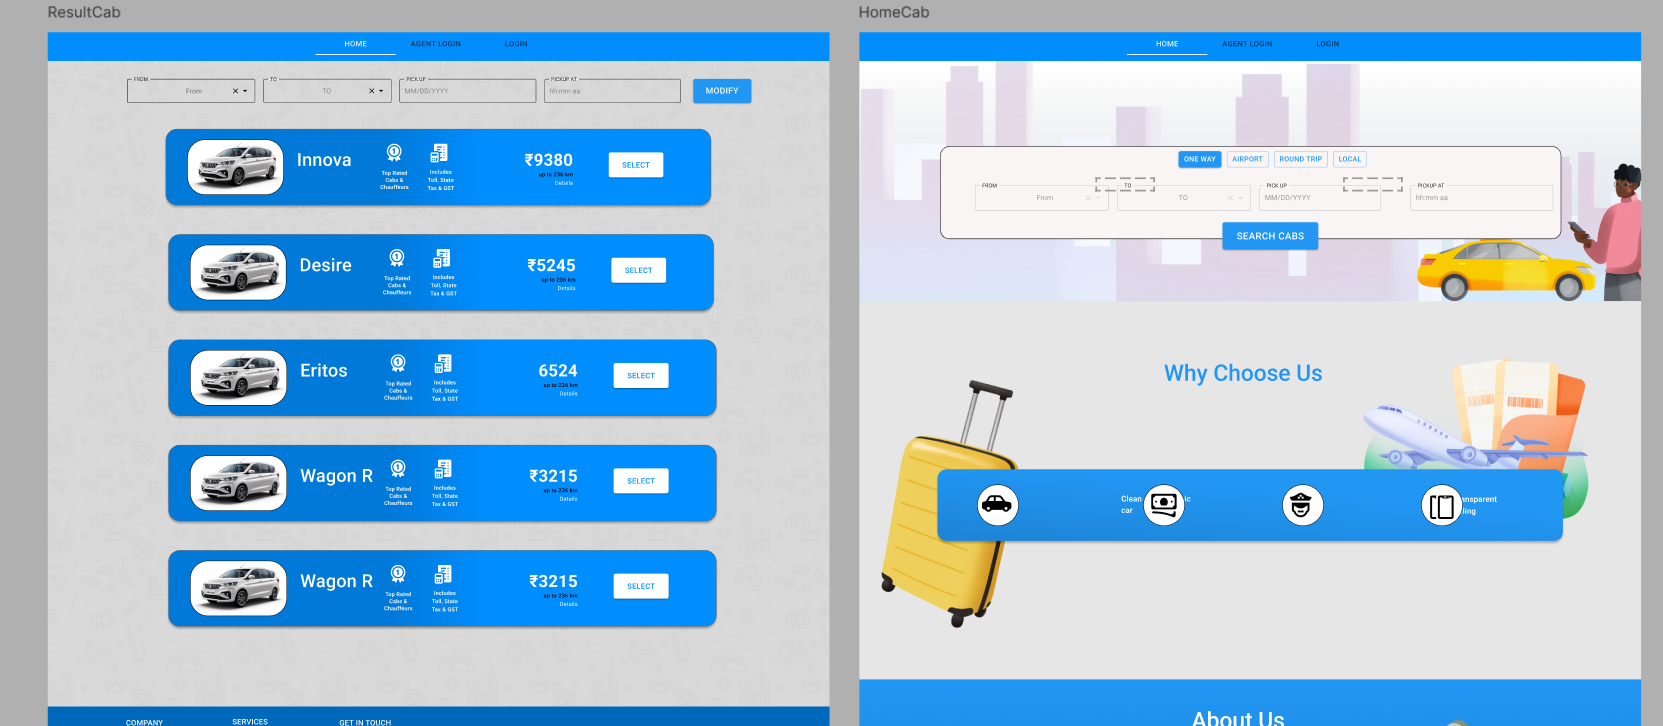 ResultCab
HOME AGENT LOGIN LOGIN
FROM TO PICK UP PICKUP AT
From TO MM/DD/YYYY hh:mm aa MODIFY
Innova
Top Rated
Cabs &
Chauffeurs
Includes
Toll, State
Tax & GST
₹9380
up to 236 km
Details
SELECT
Desire
Top Rated
Cabs &
Chauffeurs
Includes
Toll, State
Tax & GST
₹5245
up to 236 km
Details
SELECT
Eritos
Top Rated
Cabs &
Chauffeurs
Includes
Toll, State
Tax & GST
6524
up to 236 km
Details
SELECT
Wagon R
Top Rated
Cabs &
Chauffeurs
Includes
Toll, State
Tax & GST
₹3215
up to 236 km
Details
SELECT
Wagon R
Top Rated
Cabs &
Chauffeurs
Includes
Toll, State
Tax & GST
₹3215
up to 236 km
Details
SELECT
COMPANY SERVICES GET IN TOUCH
HomeCab
HOME AGENT LOGIN LOGIN
ONE WAY AIRPORT ROUND TRIP LOCAL
FROM TO PICK UP PICKUP AT
From TO MM/DD/YYYY hh:mm aa
SEARCH CABS
Why Choose Us
Clean
car
About Us